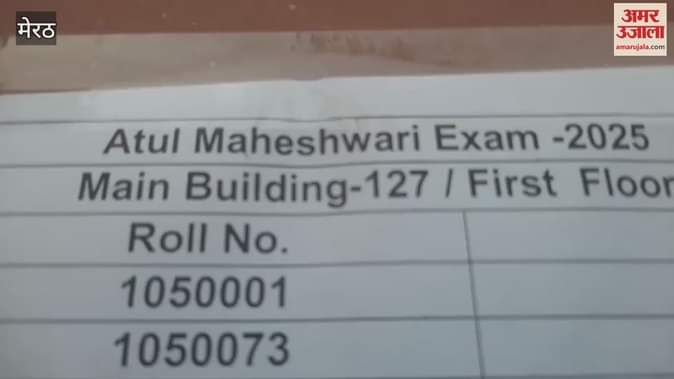 मेरठ
अमर
उजाला
amarujala.com
Atul Maheshwari Exam -2025
Main Building-127 / First Floor
Roll No.
1050001
1050073